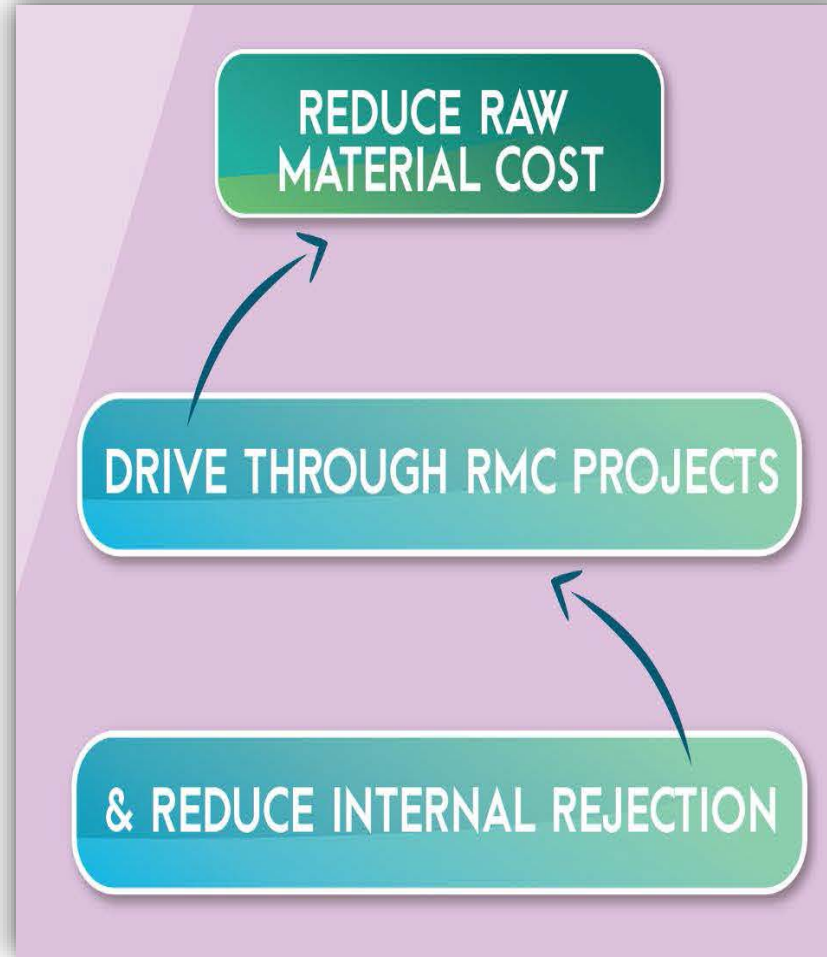 REDUCE RAW
MATERIAL COST
DRIVE THROUGH RMC PROJECTS
& REDUCE INTERNAL REJECTION